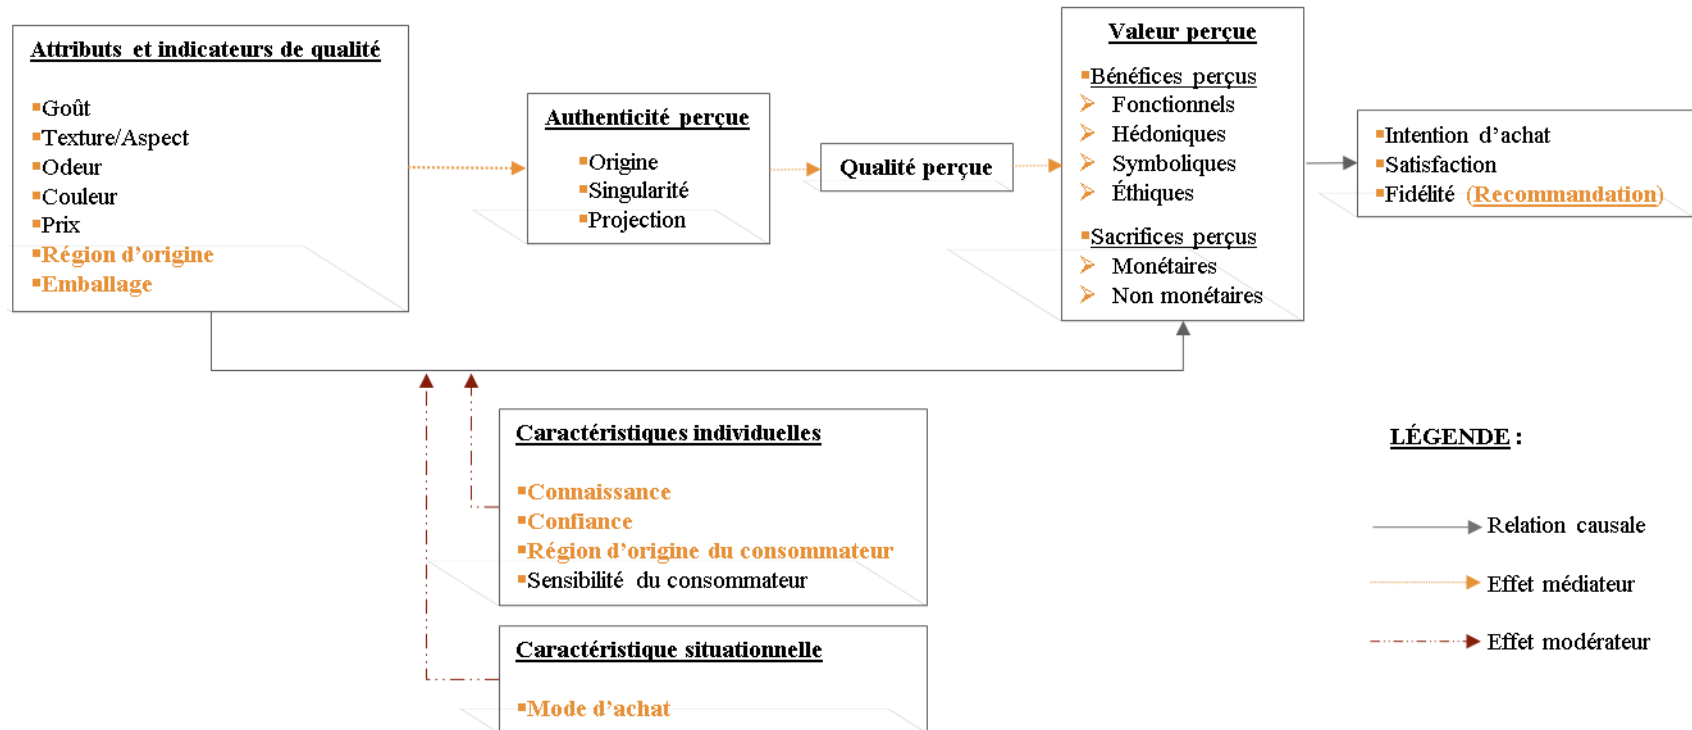 Attributs et indicateurs de qualité
▪Goût
▪Texture/Aspect
▪Odeur
▪Couleur
▪Prix
▪Région d'origine
▪Emballage
Authenticité perçue
▪Origine
▪Singularité
▪Projection
Qualité perçue
Valeur perçue
▪Bénéfices perçus
➢ Fonctionnels
➢ Hédoniques
➢ Symboliques
➢ Éthiques
▪Sacrifices perçus
➢ Monétaires
➢ Non monétaires
▪Intention d'achat
▪Satisfaction
▪Fidélité (Recommandation)
Caractéristiques individuelles
▪Connaissance
▪Confiance
▪Région d'origine du consommateur
▪Sensibilité du consommateur
Caractéristique situationnelle
▪Mode d'achat
LÉGENDE :
Relation causale
Effet médiateur
Effet modérateur